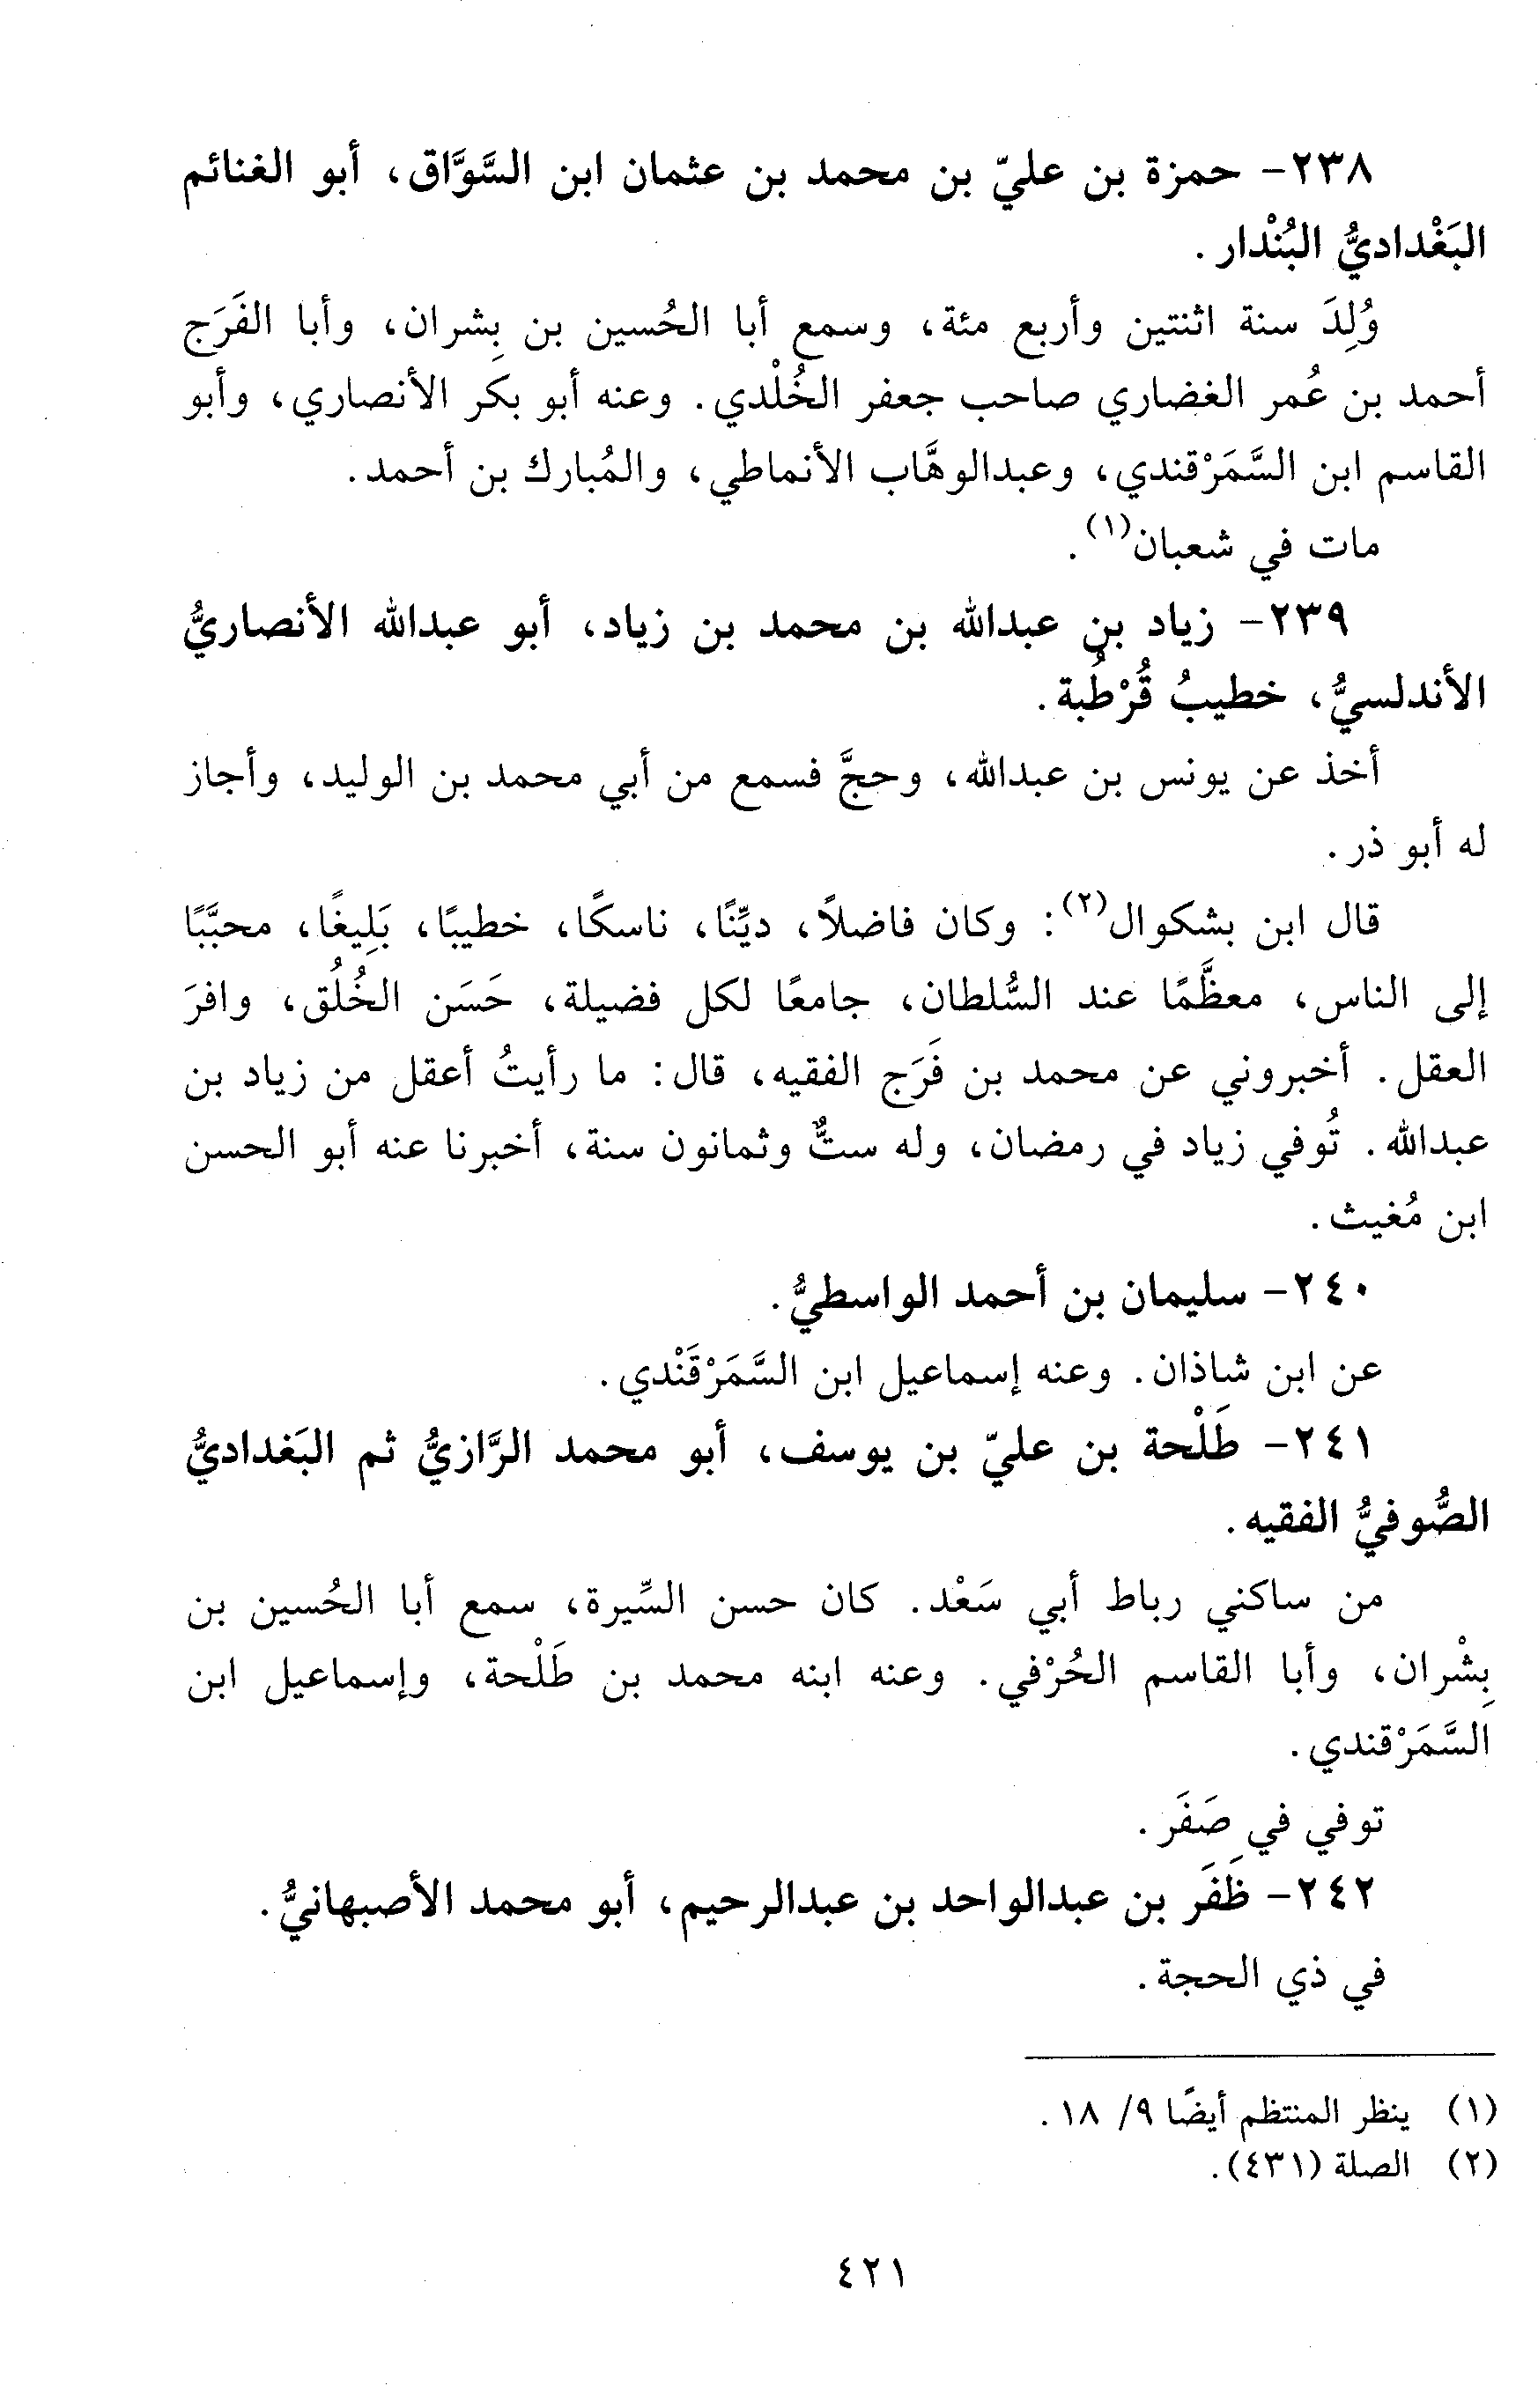 ٢٣٨- حمزة بن عليّ بن محمد بن عثمان ابن السَّوَّاق، أبو الغنائم
البَغْداديُّ البُنْدار.
وُلِدَ سنة اثنتين وأربع مئة، وسمع أبا الحُسين بن بِشران، وأبا الفَرَج
أحمد بن عُمر الغضاري صاحب جعفر الخُلْدي. وعنه أبو بكر الأنصاري، وأبو
القاسم ابن السَّمَرْقندي، وعبدالوهَّاب الأنماطي، والمُبارك بن أحمد.
مات في شعبان(١).
٢٣٩- زياد بن عبدالله بن محمد بن زياد، أبو عبدالله الأنصاريُّ
الأندلسيُّ، خطيبُ قُرْطُبة.
أخذ عن يونس بن عبدالله، وحجَّ فسمع من أبي محمد بن الوليد، وأجاز
له أبو ذر.
قال ابن بشكوال(٢): وكان فاضلاً، ديِّنًا، ناسكًا، خطيبًا، بَلِيغًا، محبَّبًا
إلى الناس، معظَّمًا عند السُّلطان، جامعًا لكل فضيلة، حَسَن الخُلُق، وافرَ
العقل. أخبروني عن محمد بن فَرَج الفقيه، قال: ما رأيتُ أعقل من زياد بن
عبدالله. تُوفي زياد في رمضان، وله ستٌّ وثمانون سنة، أخبرنا عنه أبو الحسن
ابن مُغيث.
٢٤٠- سليمان بن أحمد الواسطيُّ.
عن ابن شاذان. وعنه إسماعيل ابن السَّمَرْقَنْدي.
٢٤١- طَلْحة بن عليّ بن يوسف، أبو محمد الرَّازيُّ ثم البَغداديُّ
الصُّوفيُّ الفقيه.
من ساكني رباط أبي سَعْد. كان حسن السِّيرة، سمع أبا الحُسين بن
بِشْران، وأبا القاسم الحُرْفي. وعنه ابنه محمد بن طَلْحة، وإسماعيل ابن
السَّمَرْقندي.
توفي في صَفَر.
٢٤٢- ظَفَر بن عبدالواحد بن عبدالرحيم، أبو محمد الأصبهانيُّ.
في ذي الحجة.
(١) ينظر المنتظم أيضًا ٩/ ١٨.
(٢) الصلة (٤٣١).
٤٢١